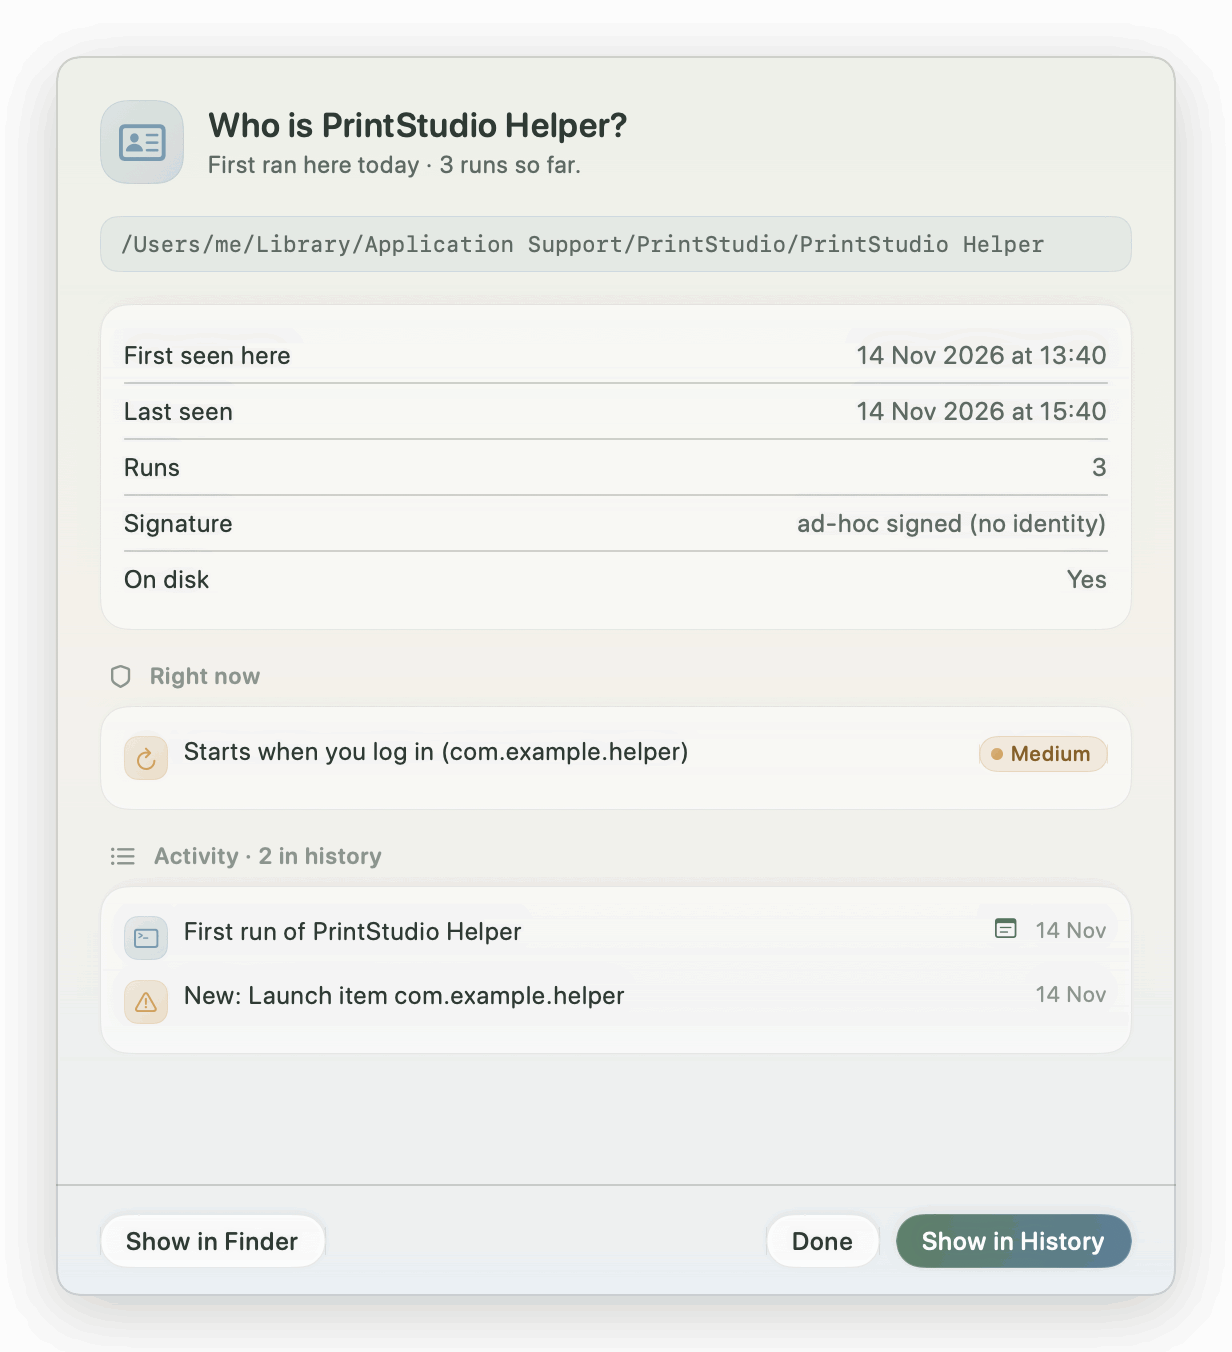 Who is PrintStudio Helper?
First ran here today · 3 runs so far.
/Users/me/Library/Application Support/PrintStudio/PrintStudio Helper
First seen here 14 Nov 2026 at 13:40
Last seen 14 Nov 2026 at 15:40
Runs 3
Signature ad-hoc signed (no identity)
On disk Yes
Right now
Starts when you log in (com.example.helper) Medium
Activity · 2 in history
First run of PrintStudio Helper 14 Nov
New: Launch item com.example.helper 14 Nov
Show in Finder Done Show in History